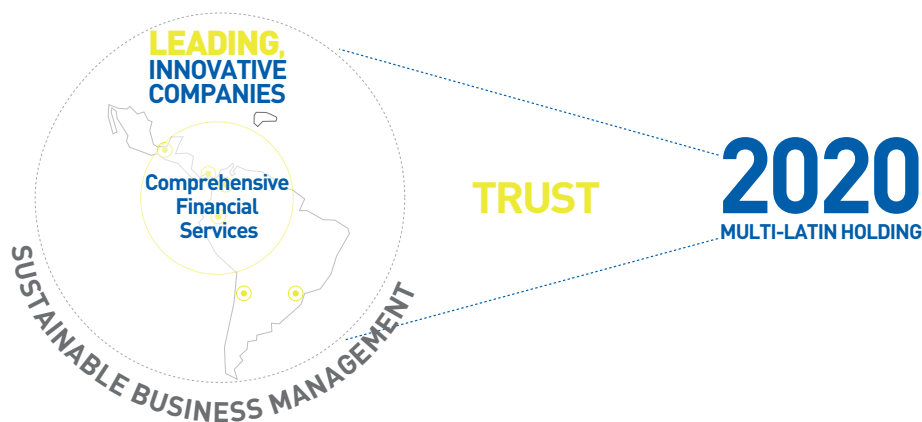 LEADING,
INNOVATIVE
COMPANIES
Comprehensive
Financial
Services
SUSTAINABLE BUSINESS MANAGEMENT
TRUST
2020
MULTI-LATIN HOLDING